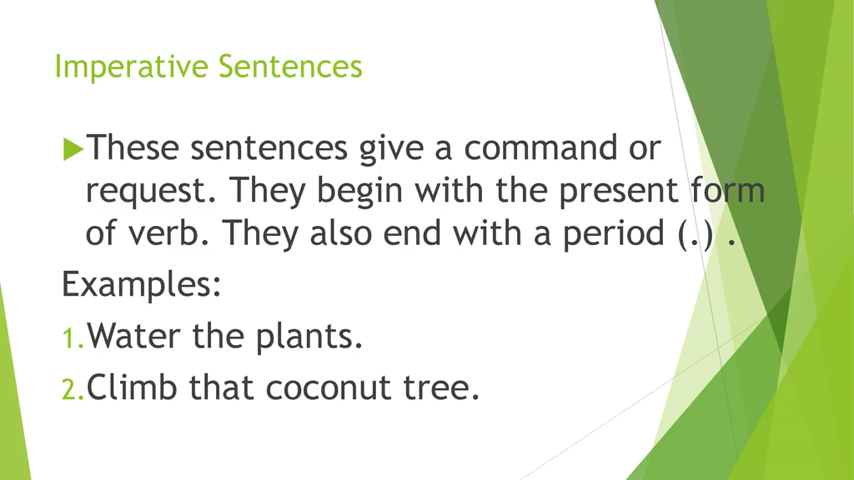 Imperative Sentences
These sentences give a command or
request. They begin with the present form
of verb. They also end with a period (.) .
Examples:
1.Water the plants.
2.Climb that coconut tree.